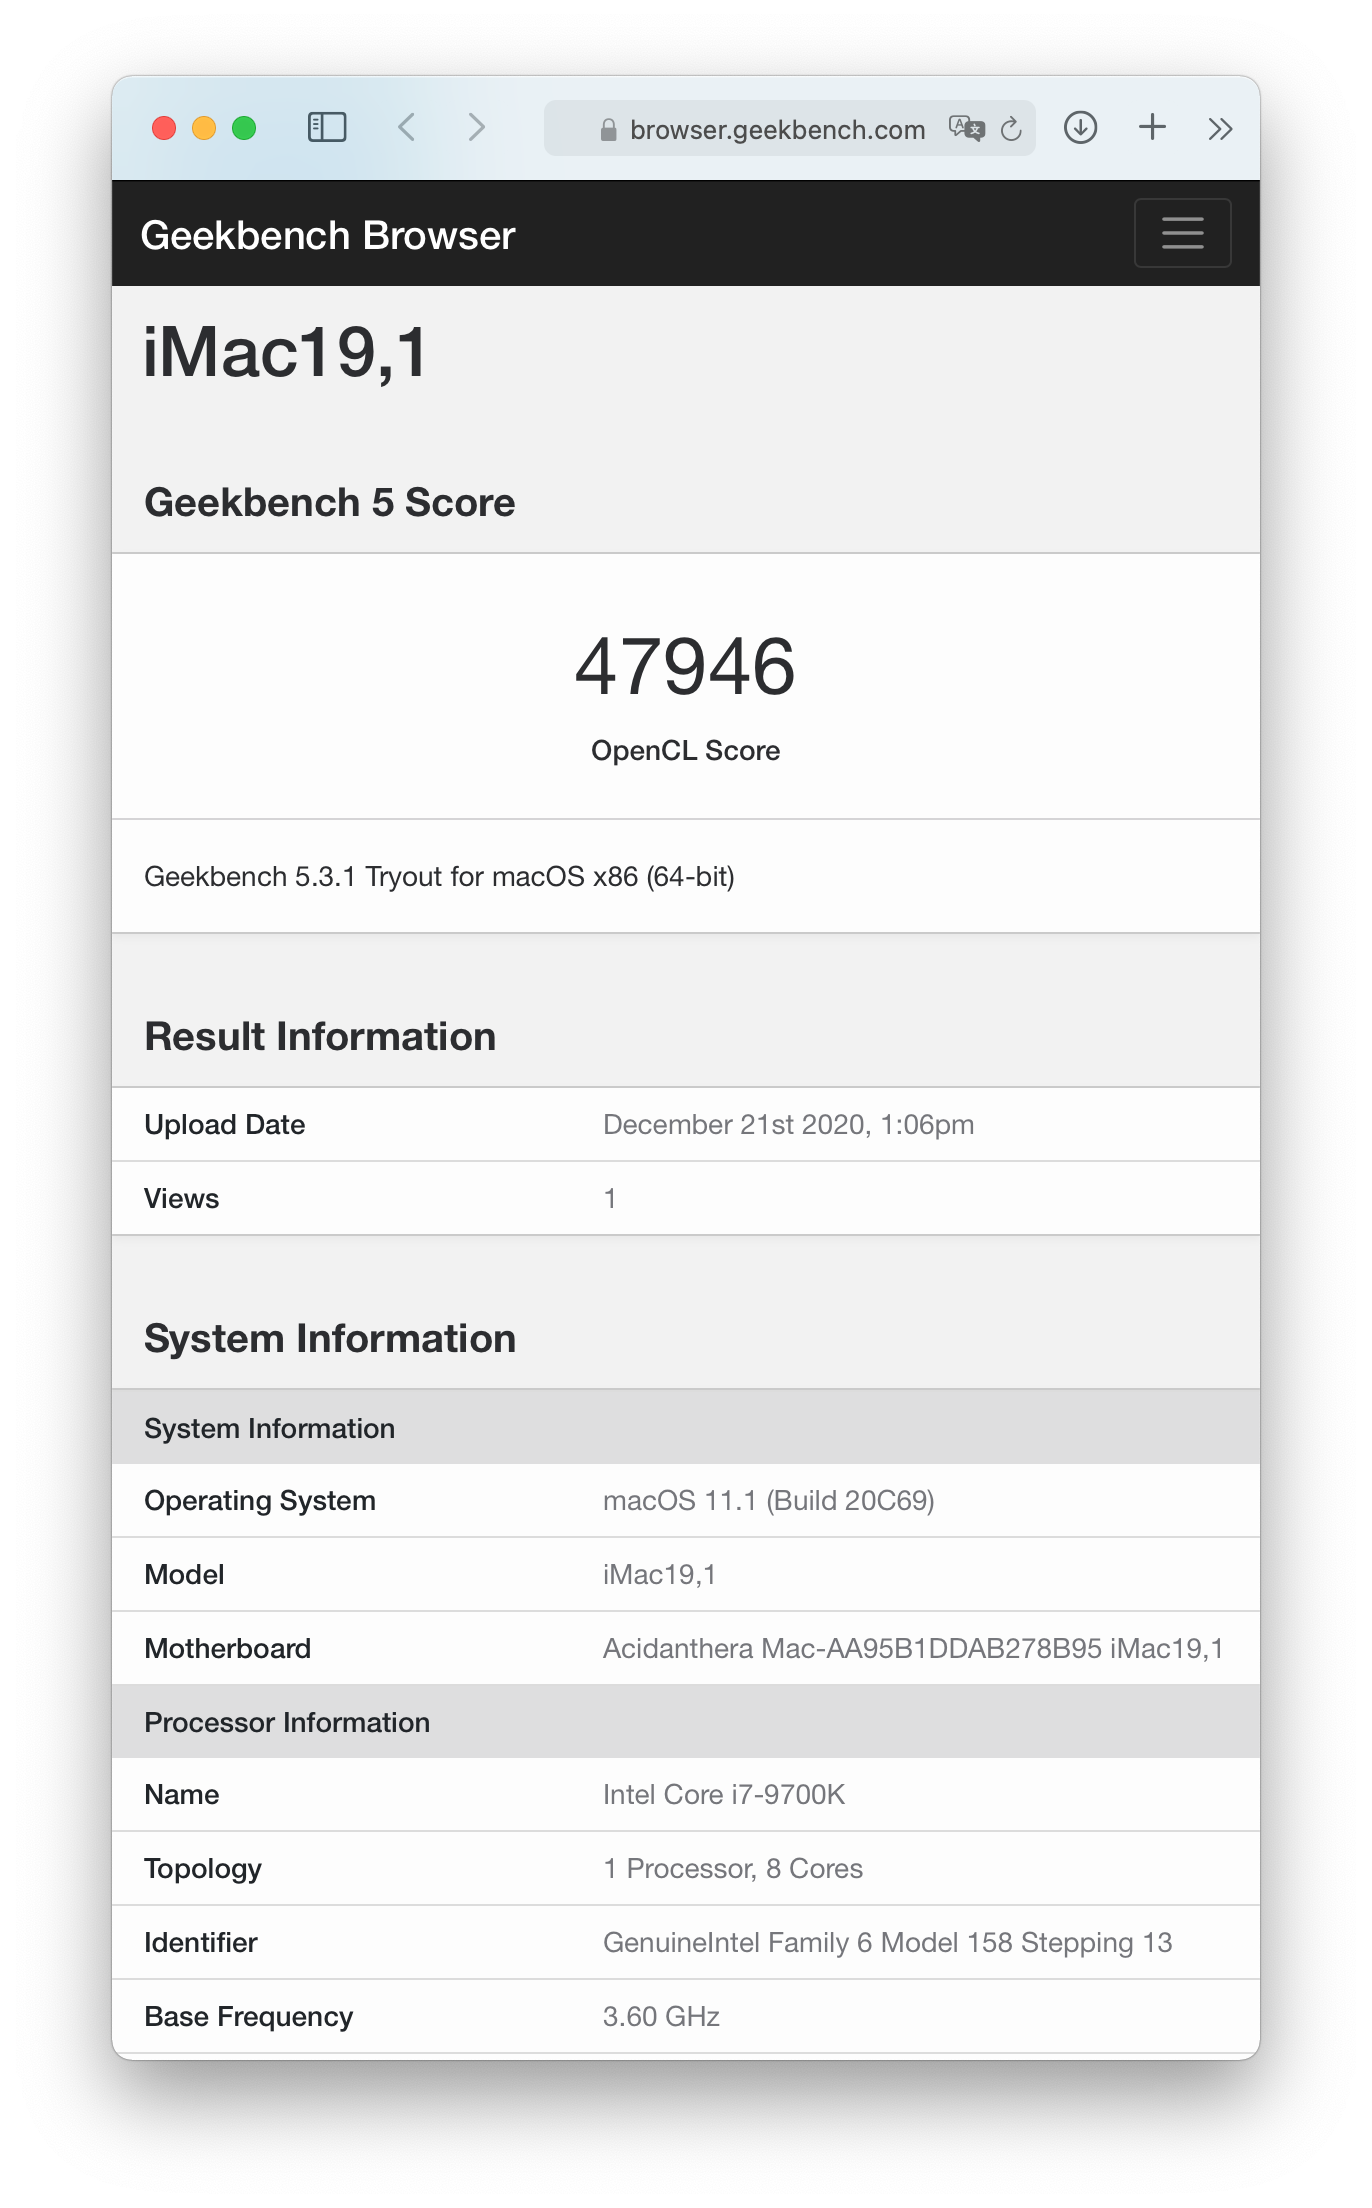 browser.geekbench.com
Geekbench Browser
iMac19,1
Geekbench 5 Score
47946
OpenCL Score
Geekbench 5.3.1 Tryout for macOS x86 (64-bit)
Result Information
Upload Date December 21st 2020, 1:06pm
Views 1
System Information
System Information
Operating System macOS 11.1 (Build 20C69)
Model iMac19,1
Motherboard Acidanthera Mac-AA95B1DDAB278B95 iMac19,1
Processor Information
Name Intel Core i7-9700K
Topology 1 Processor, 8 Cores
Identifier GenuineIntel Family 6 Model 158 Stepping 13
Base Frequency 3.60 GHz